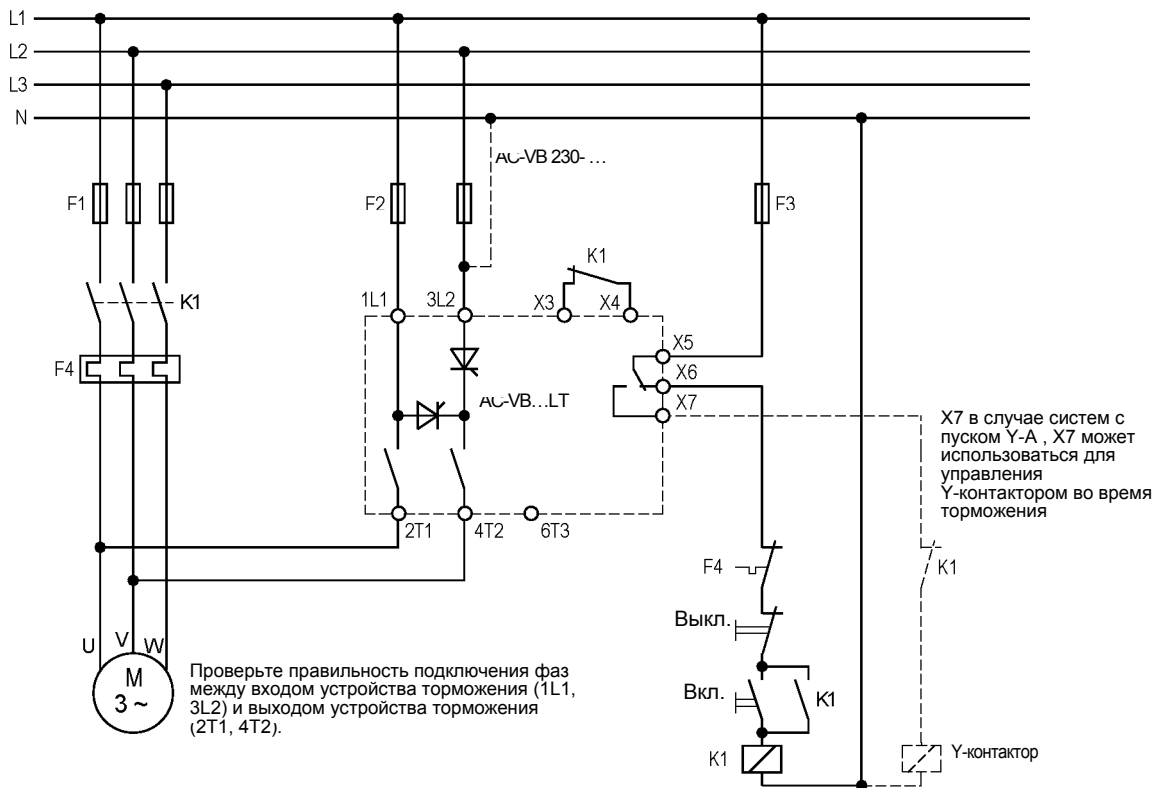 L1
L2
L3
N
AC-VB 230-...
F1
F2
F3
K1
K1
1L1
3L2
X3
X4
F4
X5
X6
X7
AC-VB...LT
X7 в случае систем с
пуском Y-A , X7 может
использоваться для
управления
Y-контактором во время
торможения
2T1
4T2
6T3
F4
K1
Выкл.
U
V
W
M
3 ~
Проверьте правильность подключения фаз
между входом устройства торможения (1L1,
3L2) и выходом устройства торможения
(2T1, 4T2).
Вкл.
K1
K1
Y-контактор